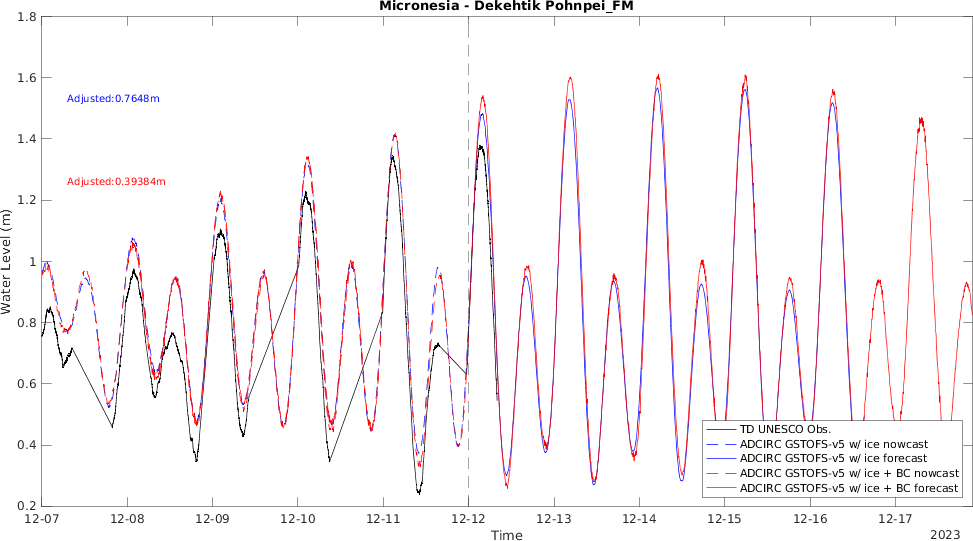 Micronesia - Dekehtik Pohnpei_FM
1.8
1.6
1.4
1.2
1
0.8
0.6
0.4
0.2
Water Level (m)
Adjusted:0.7648m
Adjusted:0.39384m
TD UNESCO Obs.
ADCIRC GSTOFS-v5 w/ ice nowcast
ADCIRC GSTOFS-v5 w/ ice forecast
ADCIRC GSTOFS-v5 w/ ice + BC nowcast
ADCIRC GSTOFS-v5 w/ ice + BC forecast
12-07 12-08 12-09 12-10 12-11 12-12 12-13 12-14 12-15 12-16 12-17
Time
2023